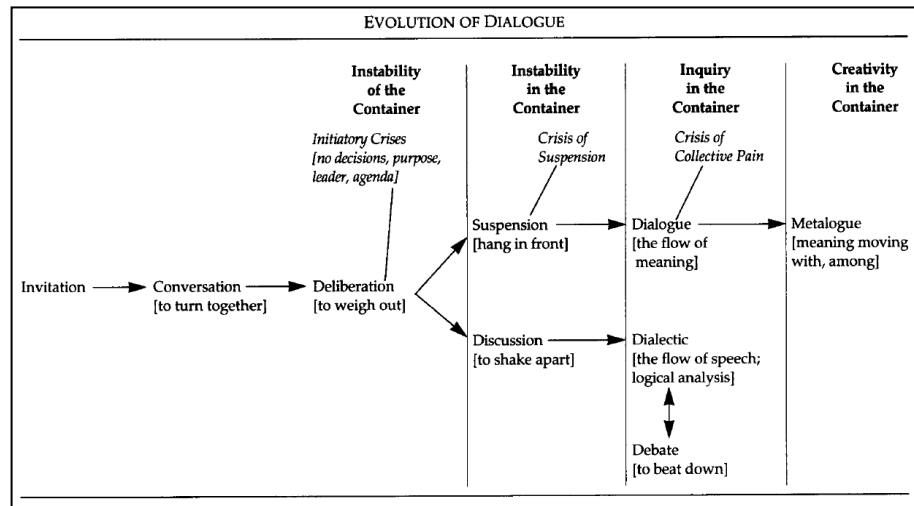 EVOLUTION OF DIALOGUE
Instability
of the
Container
Instability
in the
Container
Inquiry
in the
Container
Creativity
in the
Container
Initiatory Crises
[no decisions, purpose,
leader, agenda]
Crisis of
Suspension
Crisis of
Collective Pain
Suspension
[hang in front]
Dialogue
[the flow of
meaning]
Metalogue
[meaning moving
with, among]
Invitation
Conversation
[to turn together]
Deliberation
[to weigh out]
Discussion
[to shake apart]
Dialectic
[the flow of speech;
logical analysis]
Debate
[to beat down]